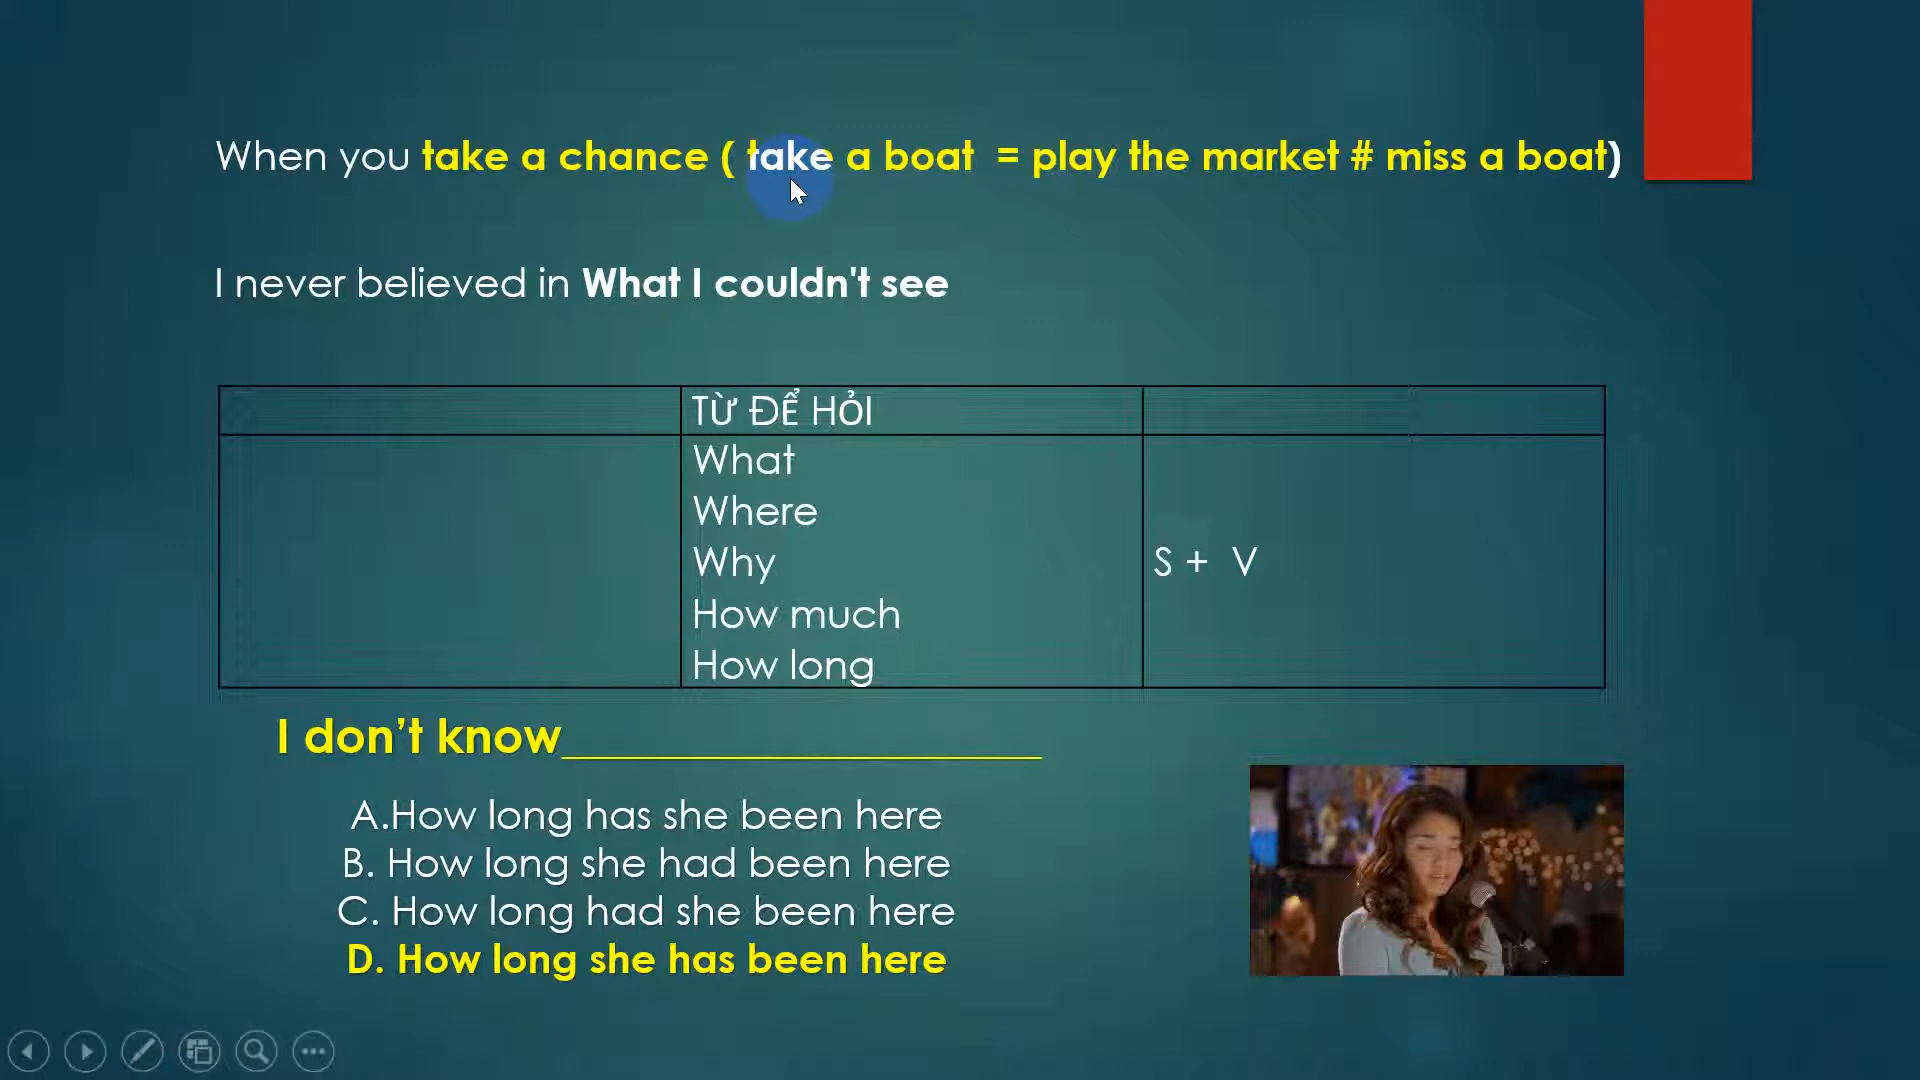 When you take a chance ( take a boat = play the market # miss a boat)
I never believed in What I couldn't see
TỪ ĐỂ HỎI
What
Where
Why
How much
How long
S + V
I don’t know____________________
A.How long has she been here
B. How long she had been here
C. How long had she been here
D. How long she has been here